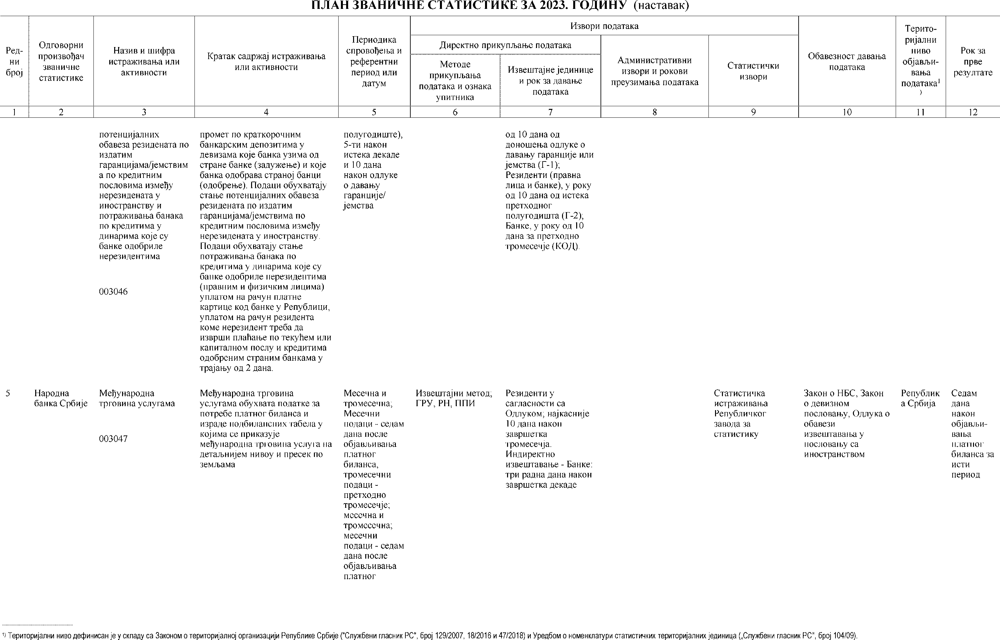 ПЛАН ЗВАНИЧНЕ СТАТИСТИКЕ ЗА 2023. ГОДИНУ (наставак)
Ред-
ни
број
Одговорни
произвођач
званичне
статистике
Назив и шифра
истраживања или
активности
Кратак садржај истраживања
или активности
Периодика
спровођења и
референтни
период или
датум
Извори података
Директно прикупљање података
Методе
прикупљања
података и ознака
упитника
Извештајне јединице
и рок за давање
података
Административни
извори и рокови
преузимања података
Статистички
извори
Обавезност давања
података
Терито-
ријални
ниво
објављи-
вања
података¹
)
Рок за
прве
резултате
1 2 3 4 5 6 7 8 9 10 11 12
потенцијалних
обавеза резидената по
издатим
гаранцијама/јемствим
а по кредитним
пословима између
нерезидената у
иностранству и
потраживања банака
по кредитима у
динарима које су
банке одобриле
нерезидентима
003046
промет по краткорочним
банкарским депозитима у
девизама које банка узима од
стране банке (задужење) и које
банка одобрава страној банци
(одобрење). Подаци обухватају
стање потенцијалних обавеза
резидената по издатим
гаранцијама/јемствима по
кредитним пословима између
нерезидената у иностранству.
Подаци обухватају стање
потраживања банака по
кредитима у динарима које су
банке одобриле нерезидентима
(правним и физичким лицима)
уплатом на рачун платне
картице код банке у Републици,
уплатом на рачун резидента
коме нерезидент треба да
изврши плаћање по текућем или
капиталном послу и кредитима
одобреним страним банкама у
трајању од 2 дана.
полугодиште),
5-ти након
истека декаде
и 10 дана
након одлуке
о давању
гаранције/
јемства
од 10 дана од
доношења одлуке о
давању гаранције или
јемства (Г-1);
Резиденти (правна
лица и банке), у року
од 10 дана од истека
претходног
полугодишта (Г-2);
Банке, у року од 10
дана за претходно
тромесечје (КОД).
5
Народна
банка Србије
Међународна
трговина услугама
003047
Међународна трговина
услугама обухвата податке за
потребе платног биланса и
израде подбилансних табела у
којима се приказује
међународна трговина услуга на
детаљнијем нивоу и пресек по
земљама
Месечна и
тромесечна;
Месечни
подаци - седам
дана после
објављивања
платног
биланса,
тромесечни
подаци -
претходно
тромесечје;
месечна и
тромесечна;
месечни
подаци - седам
дана после
објављивања
платног
Извештајни метод;
ГРУ, РН, ППИ
Резиденти у
сагласности са
Одлуком; најкасније
10 дана након
завршетка
тромесечја.
Индиректно
извештавање - Банке:
три радна дана након
завршетка декаде
Статистичка
истраживања
Републичког
завода за
статистику
Закон о НБС, Закон
о девизном
пословању, Одлука о
обавези
извештавања у
пословању са
иностранством
Републик
а Србија
Седам
дана
након
објављи-
вања
платног
биланса за
исти
период
¹⁾ Територијални ниво дефинисан је у складу са Законом о територијалној организацији Републике Србије ("Службени гласник РС", број 129/2007, 18/2016 и 47/2018) и Уредбом о номенклатури статистичких територијалних јединица („Службени гласник РС", број 104/09).